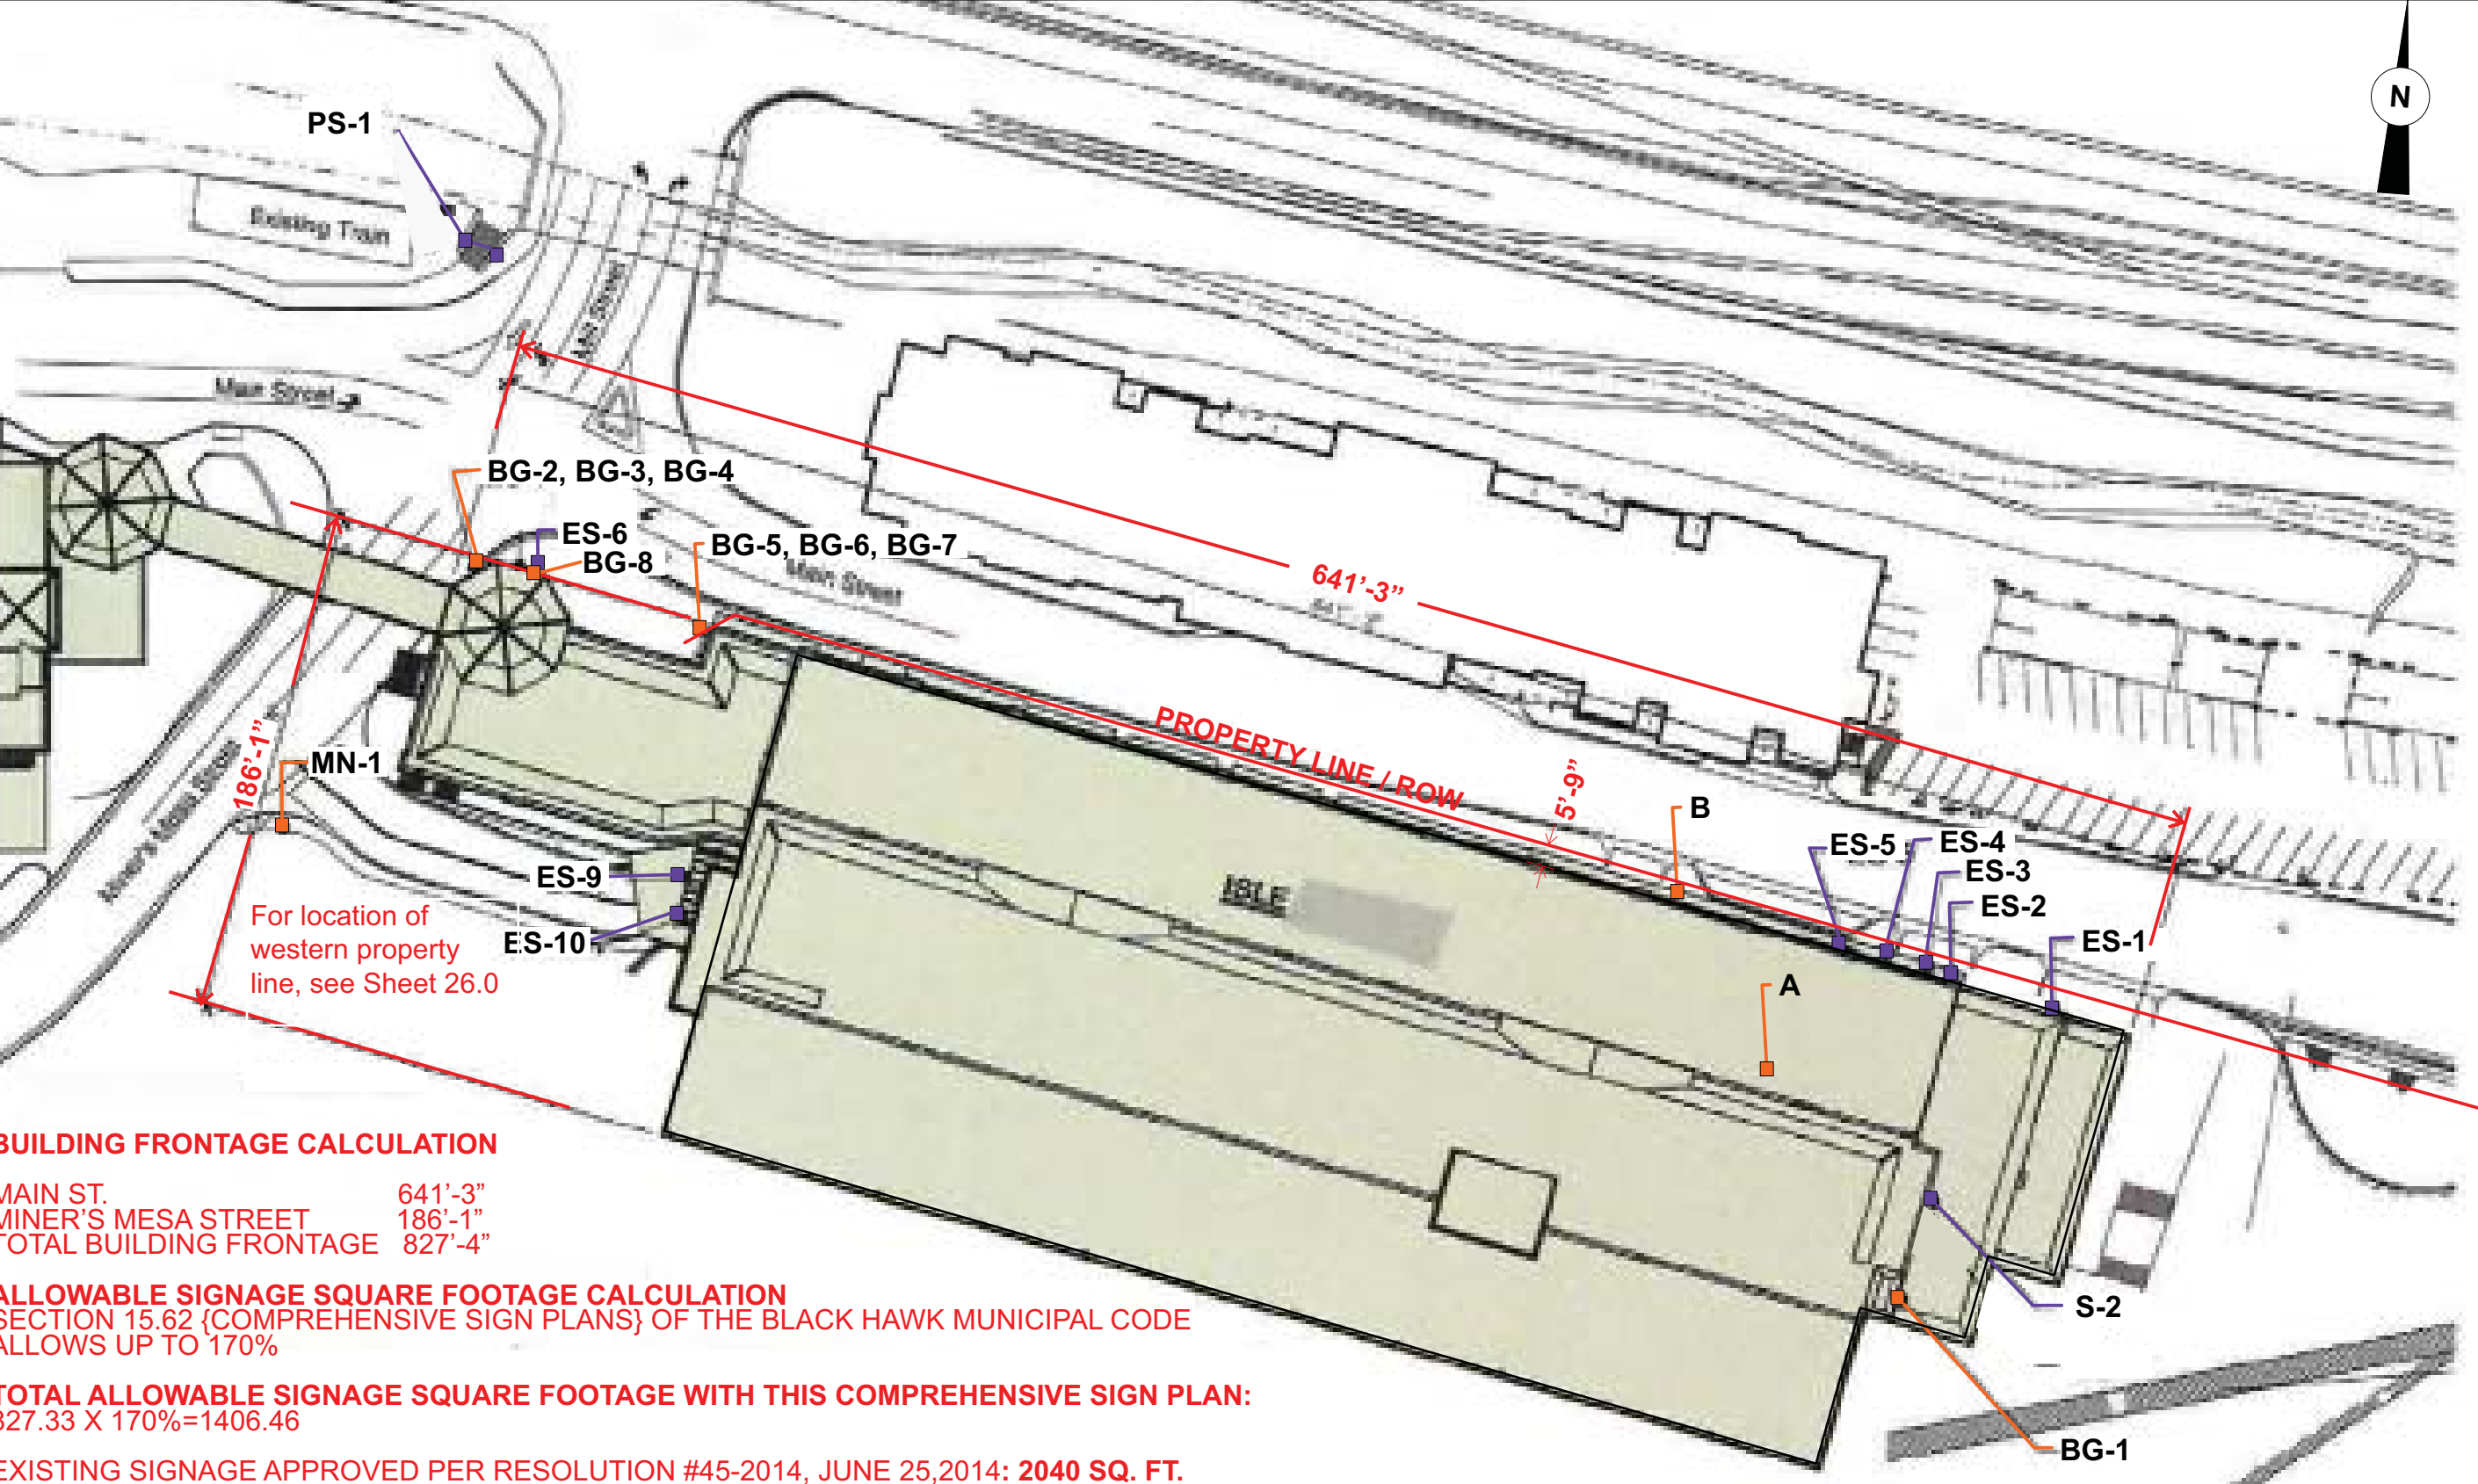 N
PS-1
Existing Train
Main Street
BG-2, BG-3, BG-4
ES-6
BG-8
BG-5, BG-6, BG-7
Main Street
641’-3”
PROPERTY LINE / ROW
5’-9”
186’-1”
MN-1
B
ES-5
ES-4
ES-3
ES-2
ES-1
ES-9
ES-10
ISLE
A
For location of
western property
line, see Sheet 26.0
S-2
BG-1
BUILDING FRONTAGE CALCULATION
MAIN ST. 641’-3”
MINER’S MESA STREET 186’-1”
TOTAL BUILDING FRONTAGE 827’-4”
ALLOWABLE SIGNAGE SQUARE FOOTAGE CALCULATION
SECTION 15.62 {COMPREHENSIVE SIGN PLANS} OF THE BLACK HAWK MUNICIPAL CODE
ALLOWS UP TO 170%
TOTAL ALLOWABLE SIGNAGE SQUARE FOOTAGE WITH THIS COMPREHENSIVE SIGN PLAN:
827.33 X 170%=1406.46
EXISTING SIGNAGE APPROVED PER RESOLUTION #45-2014, JUNE 25,2014: 2040 SQ. FT.